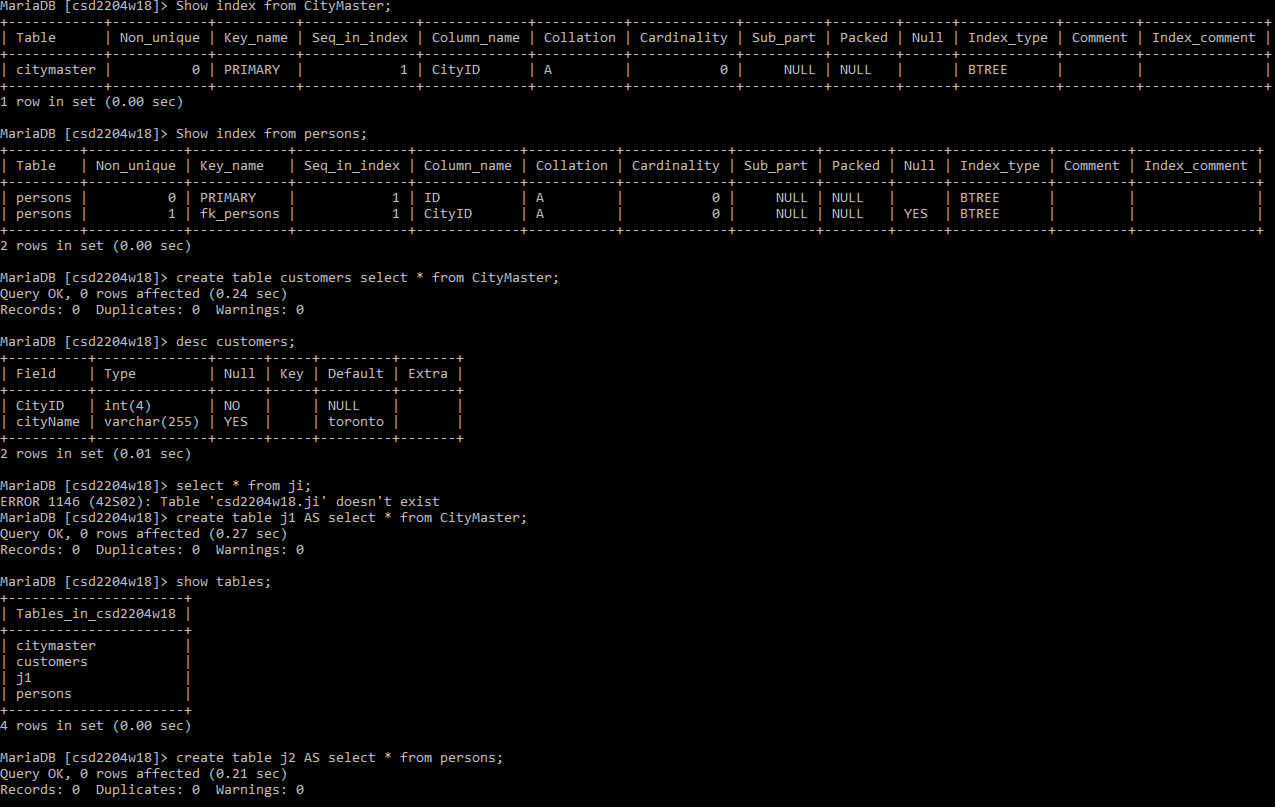 MariaDB [csd2204w18]> Show index from CityMaster;
+------------+------------+----------+--------------+-------------+-----------+-------------+----------+--------+------+------------+---------+---------------+
| Table      | Non_unique | Key_name | Seq_in_index | Column_name | Collation | Cardinality | Sub_part | Packed | Null | Index_type | Comment | Index_comment |
+------------+------------+----------+--------------+-------------+-----------+-------------+----------+--------+------+------------+---------+---------------+
| citymaster |          0 | PRIMARY  |            1 | CityID      | A         |           0 |     NULL | NULL   |      | BTREE      |         |               |
+------------+------------+----------+--------------+-------------+-----------+-------------+----------+--------+------+------------+---------+---------------+
1 row in set (0.00 sec)
MariaDB [csd2204w18]> Show index from persons;
+---------+------------+------------+--------------+-------------+-----------+-------------+----------+--------+------+------------+---------+---------------+
| Table   | Non_unique | Key_name   | Seq_in_index | Column_name | Collation | Cardinality | Sub_part | Packed | Null | Index_type | Comment | Index_comment |
+---------+------------+------------+--------------+-------------+-----------+-------------+----------+--------+------+------------+---------+---------------+
| persons |          0 | PRIMARY    |            1 | ID          | A         |           0 |     NULL | NULL   |      | BTREE      |         |               |
| persons |          1 | fk_persons |            1 | CityID      | A         |           0 |     NULL | NULL   | YES  | BTREE      |         |               |
+---------+------------+------------+--------------+-------------+-----------+-------------+----------+--------+------+------------+---------+---------------+
2 rows in set (0.00 sec)
MariaDB [csd2204w18]> create table customers select * from CityMaster;
Query OK, 0 rows affected (0.24 sec)
Records: 0  Duplicates: 0  Warnings: 0
MariaDB [csd2204w18]> desc customers;
+----------+--------------+------+-----+---------+-------+
| Field    | Type         | Null | Key | Default | Extra |
+----------+--------------+------+-----+---------+-------+
| CityID   | int(4)       | NO   |     | NULL    |       |
| cityName | varchar(255) | YES  |     | toronto |       |
+----------+--------------+------+-----+---------+-------+
2 rows in set (0.01 sec)
MariaDB [csd2204w18]> select * from ji;
ERROR 1146 (42S02): Table 'csd2204w18.ji' doesn't exist
MariaDB [csd2204w18]> create table j1 AS select * from CityMaster;
Query OK, 0 rows affected (0.27 sec)
Records: 0  Duplicates: 0  Warnings: 0
MariaDB [csd2204w18]> show tables;
+----------------------+
| Tables_in_csd2204w18 |
+----------------------+
| citymaster           |
| customers            |
| j1                   |
| persons              |
+----------------------+
4 rows in set (0.00 sec)
MariaDB [csd2204w18]> create table j2 AS select * from persons;
Query OK, 0 rows affected (0.21 sec)
Records: 0  Duplicates: 0  Warnings: 0